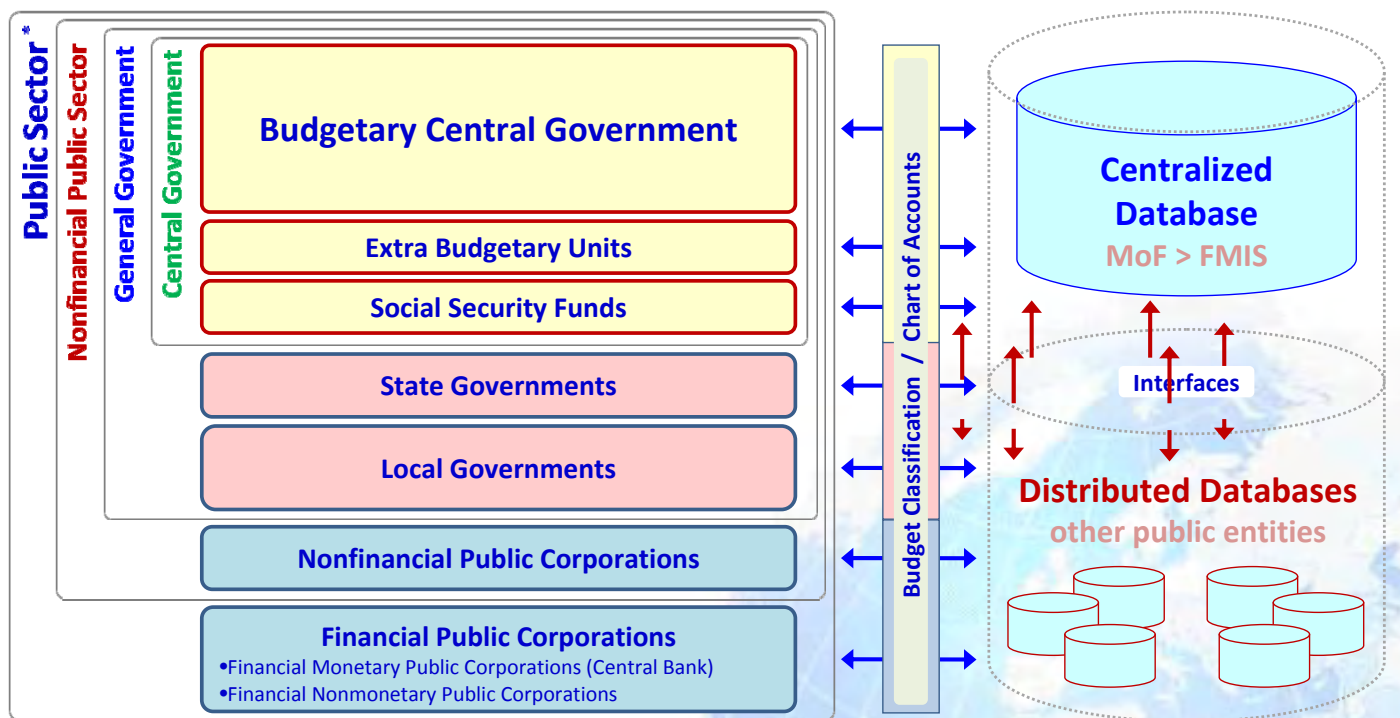 Public Sector *
Nonfinancial Public Sector
General Government
Central Government
Budgetary Central Government
Extra Budgetary Units
Social Security Funds
State Governments
Local Governments
Nonfinancial Public Corporations
Financial Public Corporations
•Financial Monetary Public Corporations (Central Bank)
•Financial Nonmonetary Public Corporations
Budget Classification / Chart of Accounts
Centralized
Database
MoF > FMIS
Interfaces
Distributed Databases
other public entities